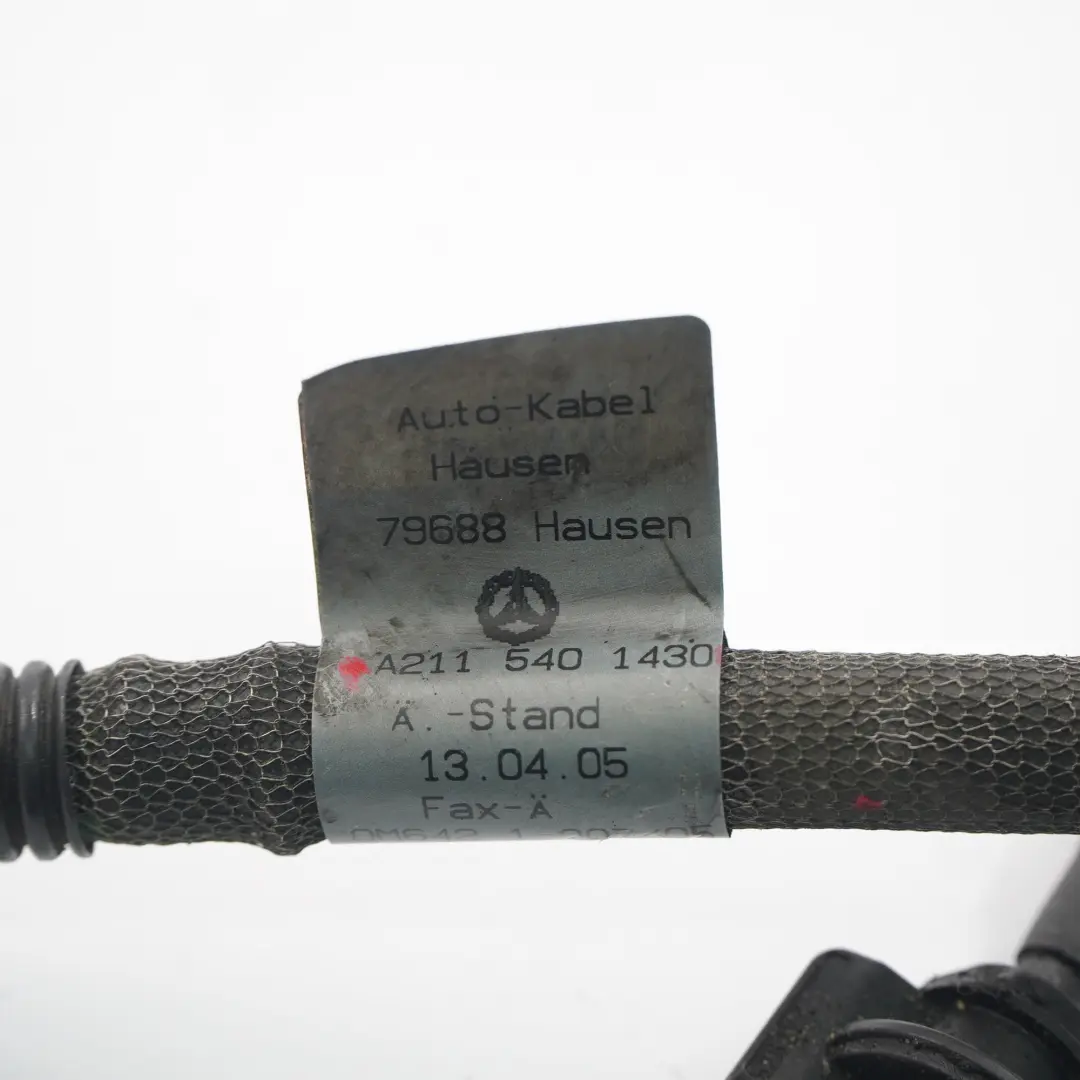 Auto-Kabel
Hausen
79688 Hausen
A211 540 1430
Ä.-Stand
13.04.05
Fax-Ä